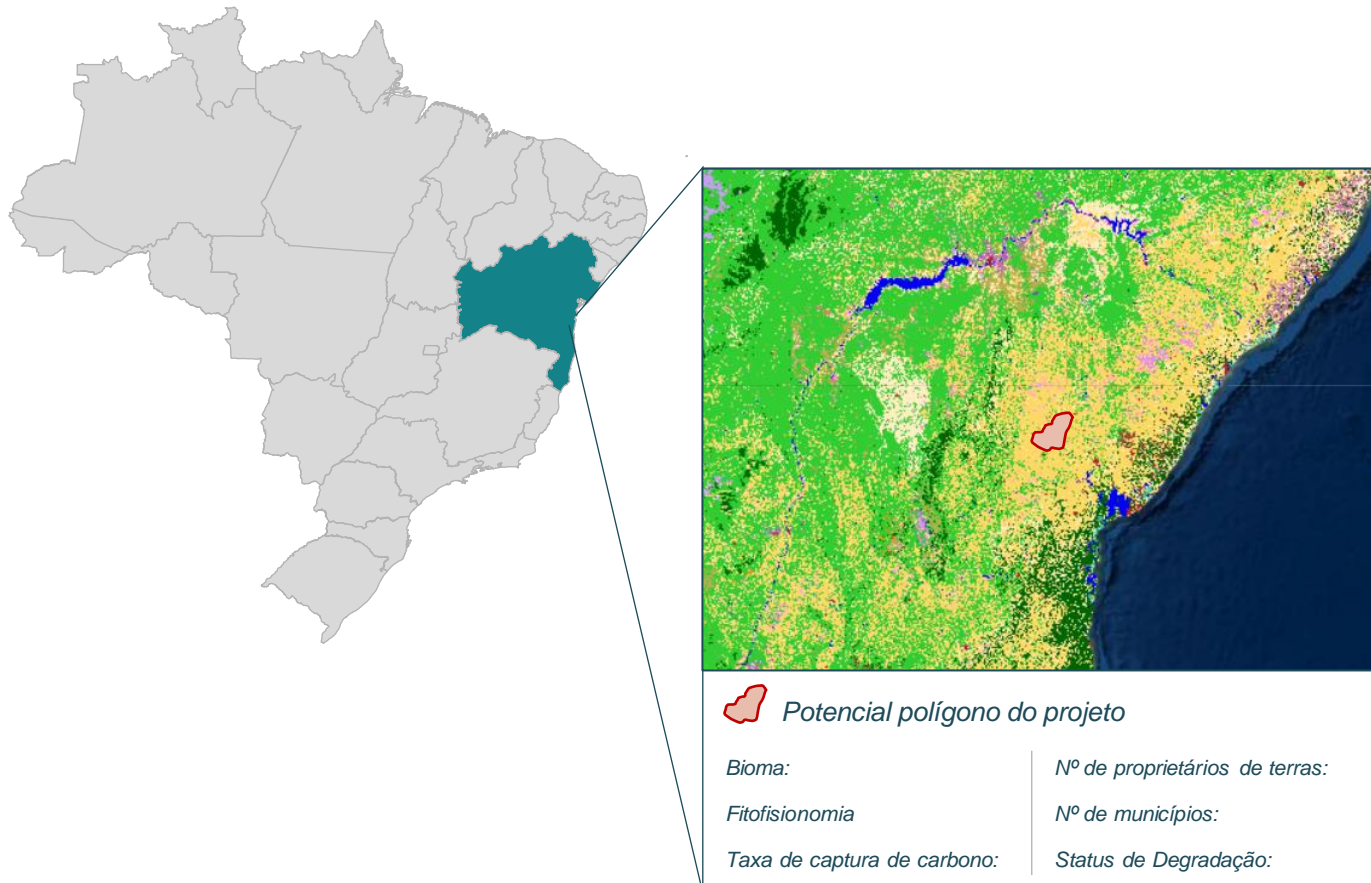 Potencial polígono do projeto
Bioma:
Fitofisionomia
Taxa de captura de carbono:
Nº de proprietários de terras:
Nº de municípios:
Status de Degradação: